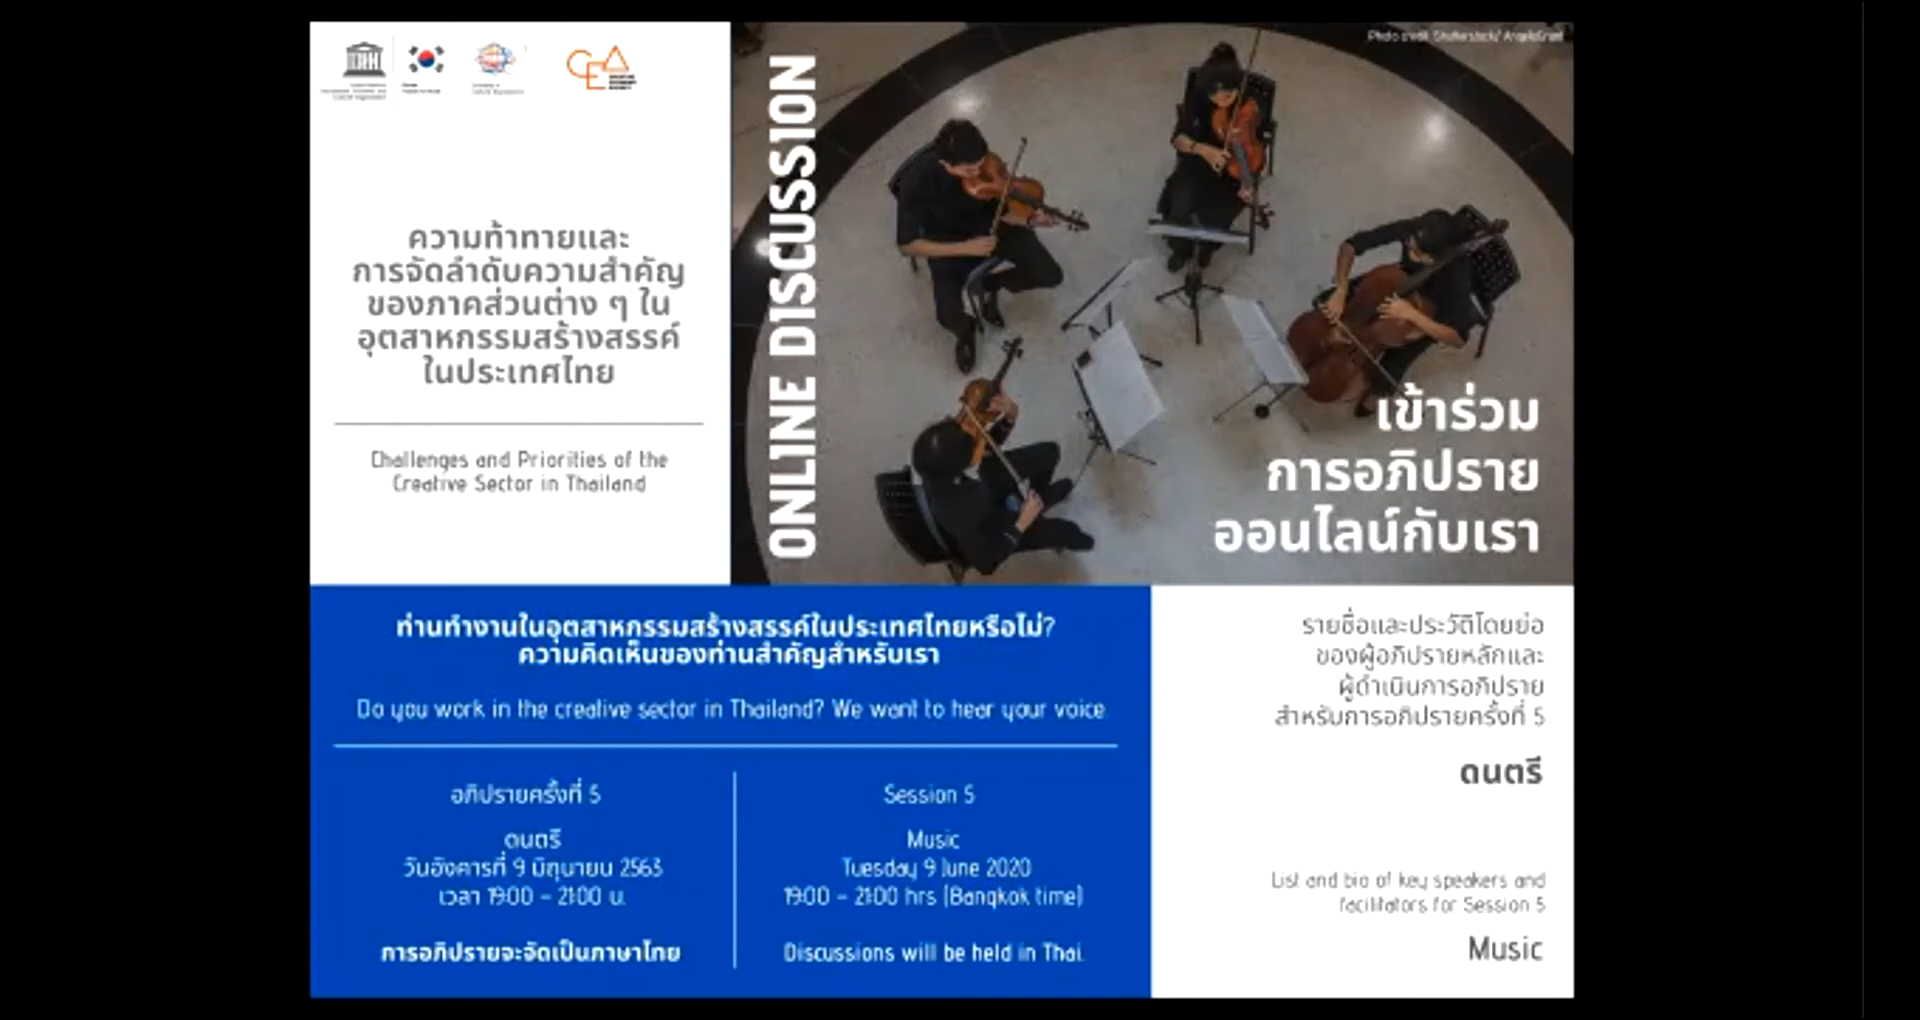 CEA
ความท้าทายและ
การจัดลำดับความสำคัญ
ของภาคส่วนต่าง ๆ ใน
อุตสาหกรรมสร้างสรรค์
ในประเทศไทย
Challenges and Priorities of the
Creative Sector in Thailand
ONLINE DISCUSSION
Photo credit: Shutterstock/
เข้าร่วม
การอภิปราย
ออนไลน์กับเรา
ท่านทำงานในอุตสาหกรรมสร้างสรรค์ในประเทศไทยหรือไม่?
ความคิดเห็นของท่านสำคัญสำหรับเรา
Do you work in the creative sector in Thailand? We want to hear your voice.
อภิปรายครั้งที่ 5
ดนตรี
วันอังคารที่ 9 มิถุนายน 2563
เวลา 19:00 – 21:00 น.
การอภิปรายจะจัดเป็นภาษาไทย
Session 5
Music
Tuesday 9 June 2020
19:00 – 21:00 hrs (Bangkok time)
Discussions will be held in Thai.
รายชื่อและประวัติโดยย่อ
ของผู้อภิปรายหลักและ
ผู้ดำเนินการอภิปราย
สำหรับการอภิปรายครั้งที่ 5
ดนตรี
List and bio of key speakers and
facilitators for Session 5
Music